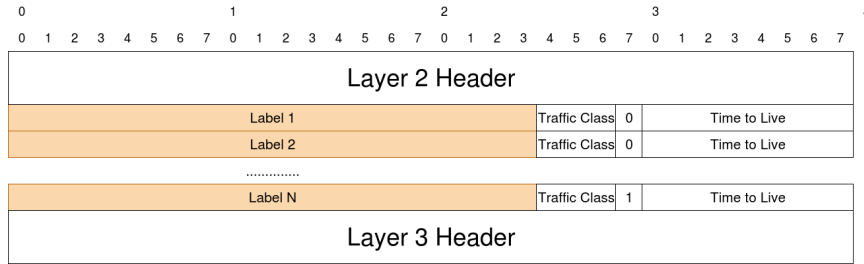 0 1 2 3
0 1 2 3 4 5 6 7 0 1 2 3 4 5 6 7 0 1 2 3 4 5 6 7 0 1 2 3 4 5 6 7
Layer 2 Header
Label 1 Traffic Class 0 Time to Live
Label 2 Traffic Class 0 Time to Live
..............
Label N Traffic Class 1 Time to Live
Layer 3 Header